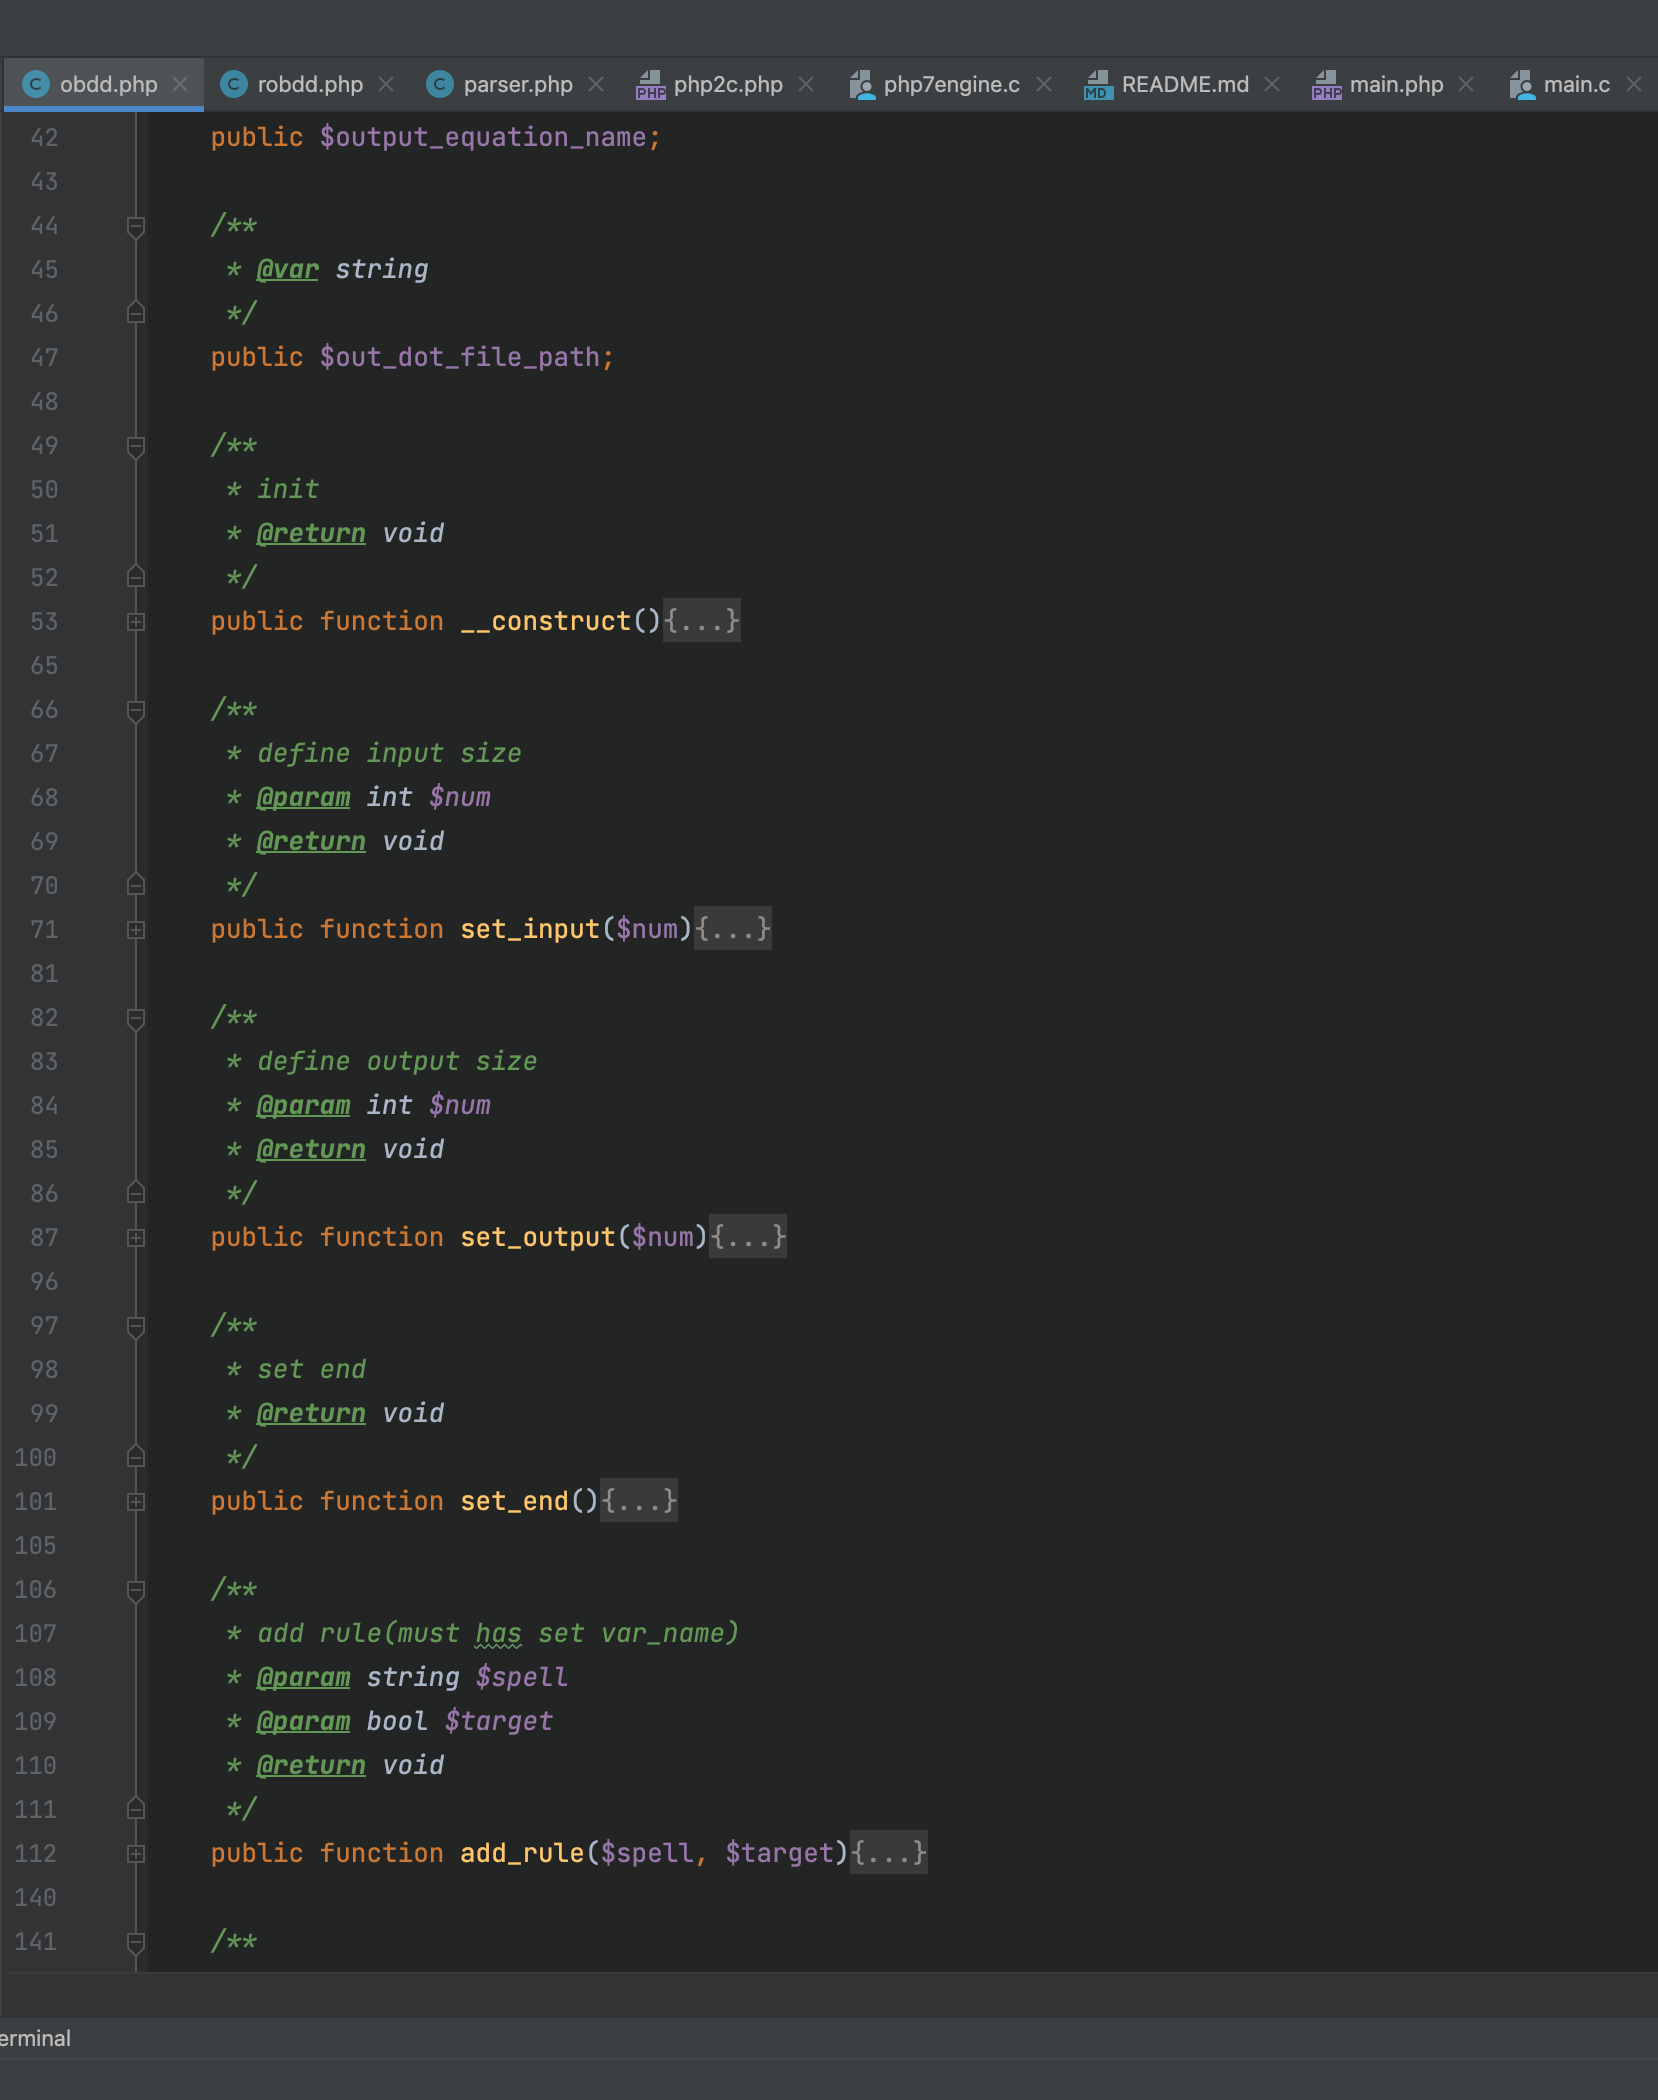 obdd.php robdd.php parser.php php2c.php php7engine.c README.md main.php main.c
42 public $output_equation_name;
43
44 /**
45 * @var string
46 */
47 public $out_dot_file_path;
48
49 /**
50 * init
51 * @return void
52 */
53 public function __construct(){...}
65
66 /**
67 * define input size
68 * @param int $num
69 * @return void
70 */
71 public function set_input($num){...}
81
82 /**
83 * define output size
84 * @param int $num
85 * @return void
86 */
87 public function set_output($num){...}
96
97 /**
98 * set end
99 * @return void
100 */
101 public function set_end(){...}
105
106 /**
107 * add rule(must has set var_name)
108 * @param string $spell
109 * @param bool $target
110 * @return void
111 */
112 public function add_rule($spell, $target){...}
140
141 /**
erminal